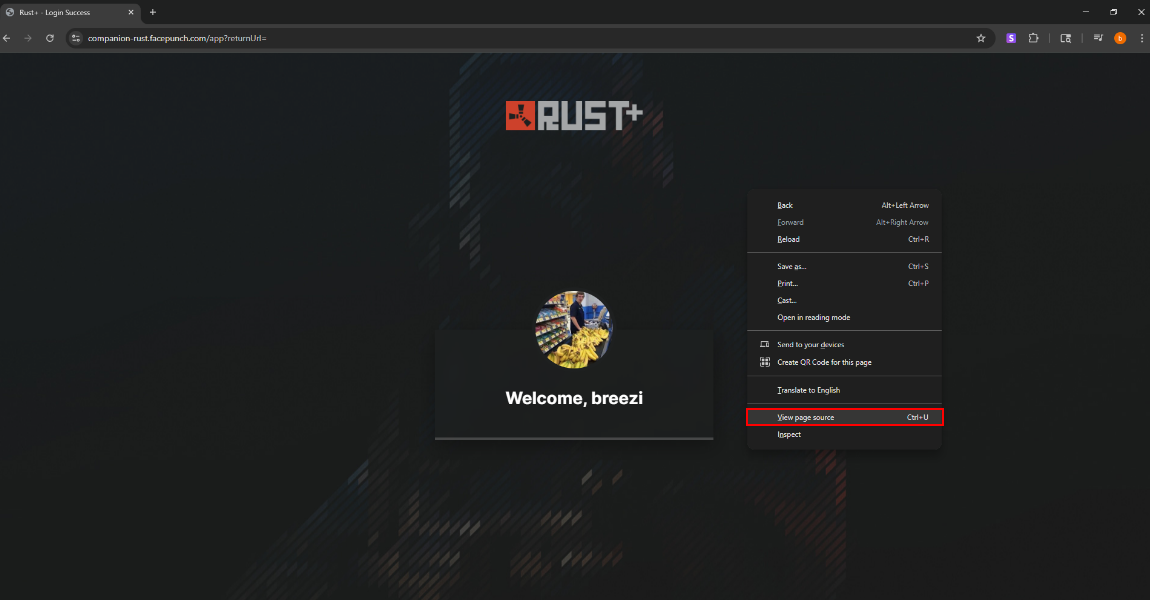 Rust+ - Login Success
companion-rust.facepunch.com/app?returnUrl=
S
b
RUST+
Welcome, breezi
Back Alt+Left Arrow
Forward Alt+Right Arrow
Reload Ctrl+R
Save as... Ctrl+S
Print... Ctrl+P
Cast...
Open in reading mode
Send to your devices
Create QR Code for this page
Translate to English
View page source Ctrl+U
Inspect